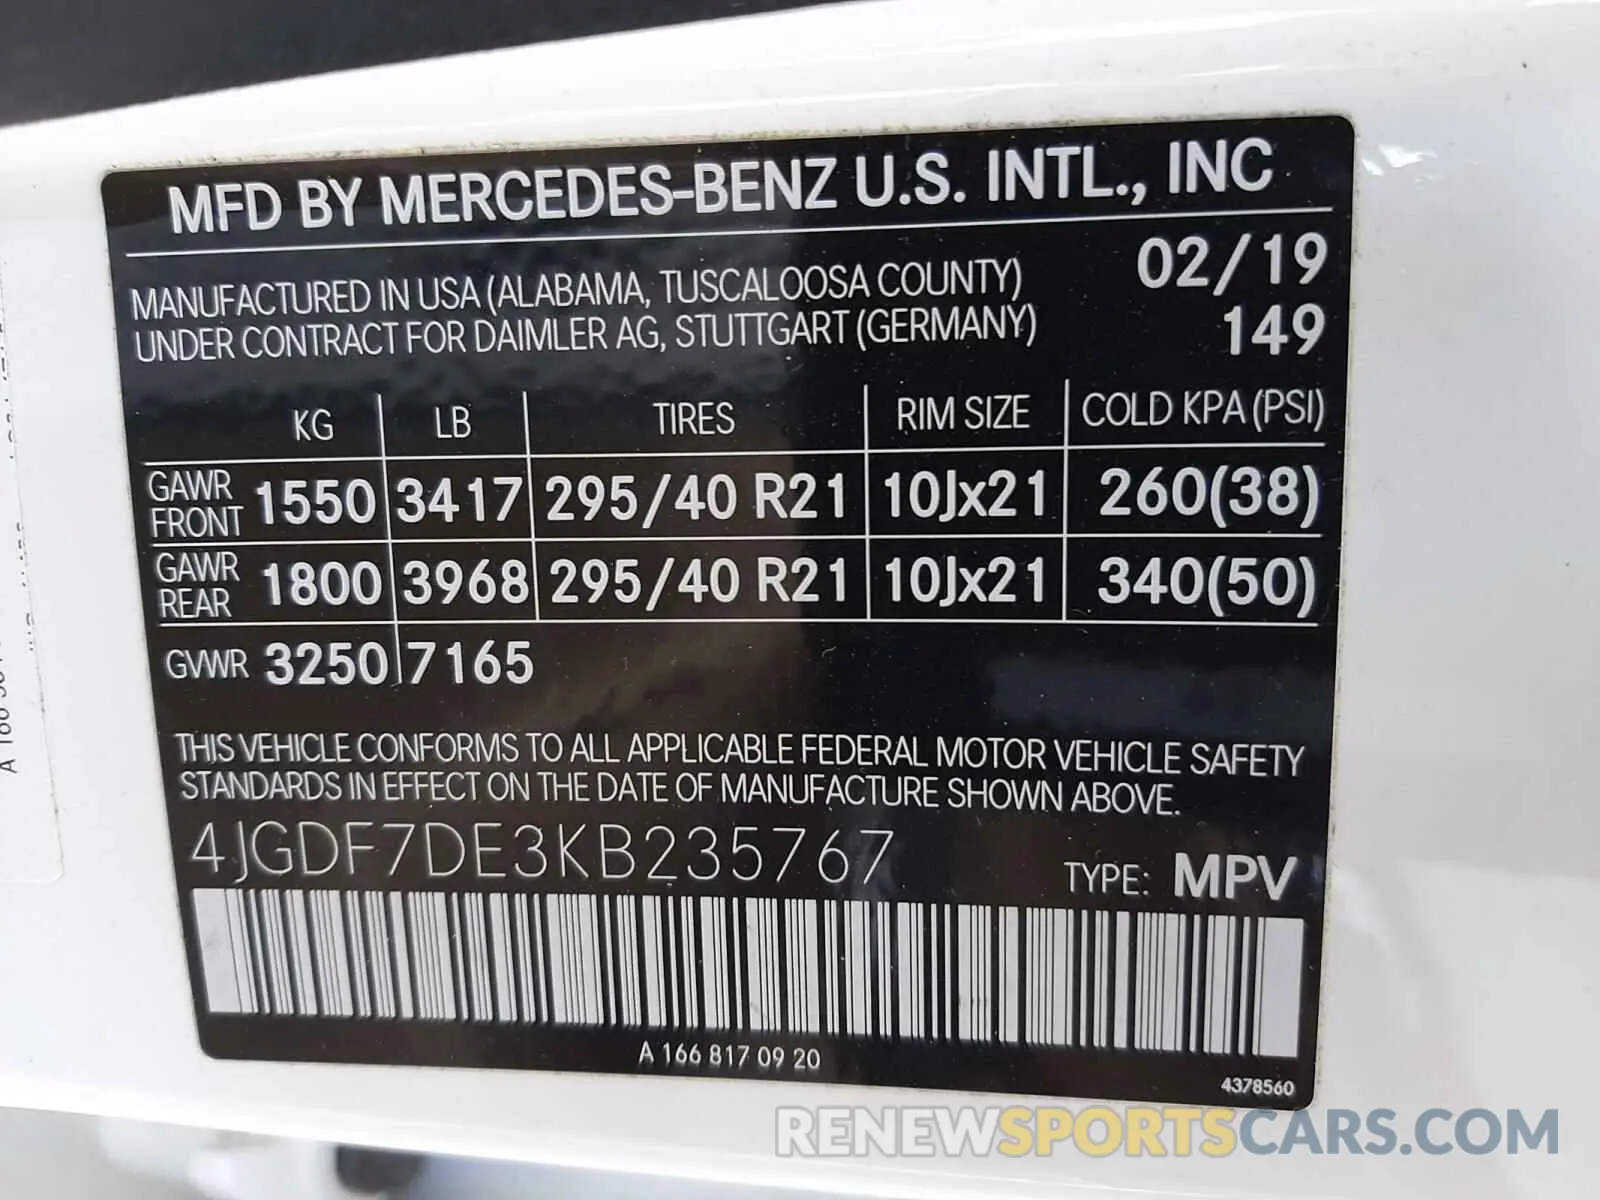 MFD BY MERCEDES-BENZ U.S. INTL., INC
02/19
MANUFACTURED IN USA (ALABAMA, TUSCALOOSA COUNTY)
UNDER CONTRACT FOR DAIMLER AG, STUTTGART (GERMANY)
149
KG LB TIRES RIM SIZE COLD KPA (PSI)
GAWR FRONT 1550 3417 295/40 R21 10Jx21 260(38)
GAWR REAR 1800 3968 295/40 R21 10Jx21 340(50)
GVWR 3250 7165
THIS VEHICLE CONFORMS TO ALL APPLICABLE FEDERAL MOTOR VEHICLE SAFETY
STANDARDS IN EFFECT ON THE DATE OF MANUFACTURE SHOWN ABOVE.
4JGDF7DE3KB235767
TYPE: MPV
A 166 817 09 20
4378560
RENEWSPORTSCARS.COM